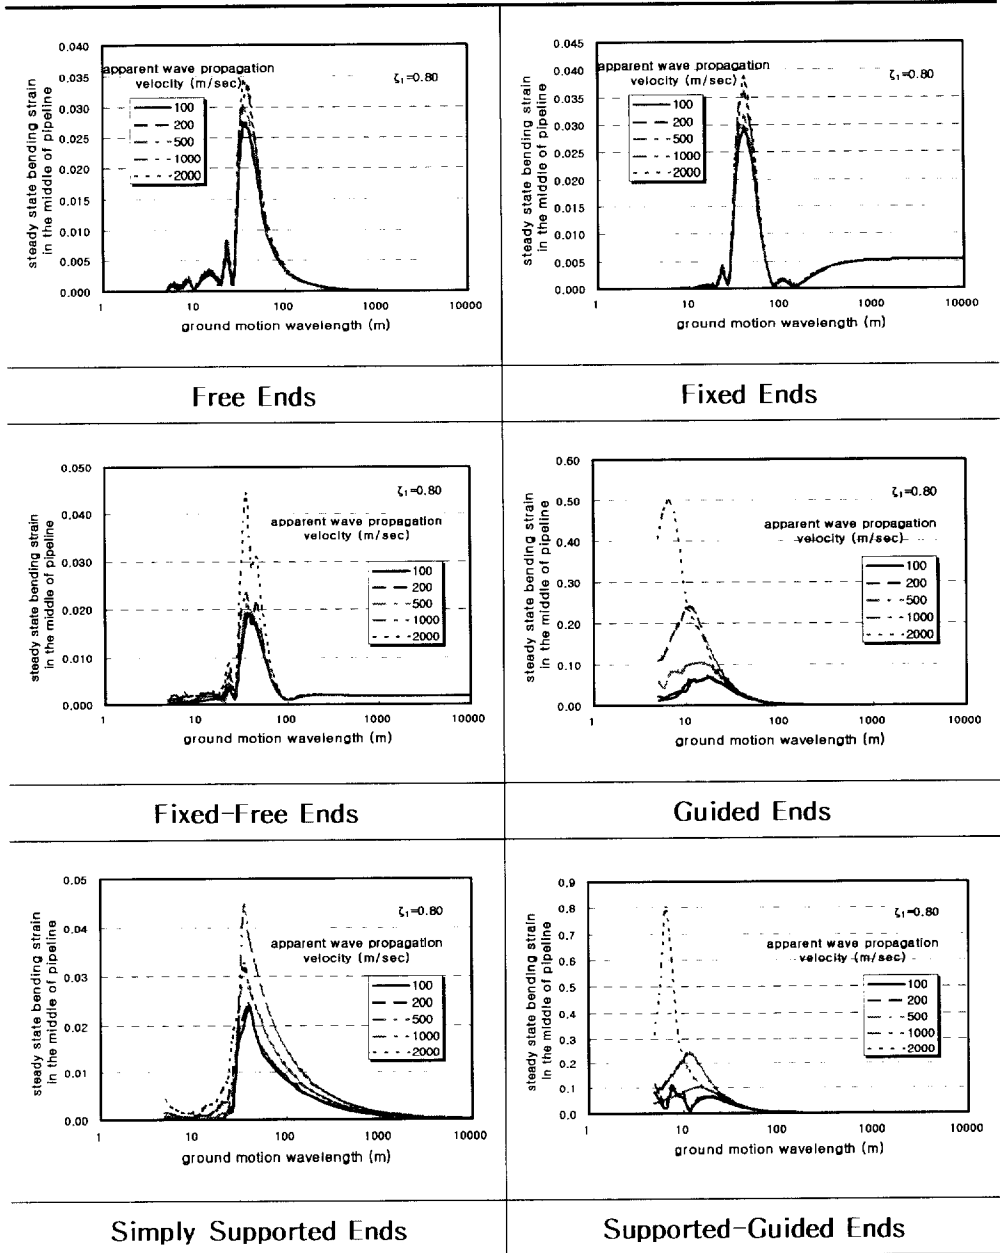 steady state bending strain
in the middle of pipeline
0.040
0.035
0.030
0.025
0.020
0.015
0.010
0.005
0.000
apparent wave propagation
velocity (m/sec)
ζ₁=0.80
100
200
500
1000
2000
1
10
100
1000
10000
ground motion wavelength (m)
Free Ends
steady state bending strain
in the middle of pipeline
0.045
0.040
0.035
0.030
0.025
0.020
0.015
0.010
0.005
0.000
apparent wave propagation
velocity (m/sec)
ζ₁=0.80
100
200
500
1000
2000
1
10
100
1000
10000
ground motion wavelength (m)
Fixed Ends
steady state bending strain
in the middle of pipeline
0.050
0.040
0.030
0.020
0.010
0.000
ζ₁=0.80
apparent wave propagation
velocity (m/sec)
100
200
500
1000
2000
1
10
100
1000
10000
ground motion wavelength (m)
Fixed-Free Ends
steady state bending strain
in the middle of pipeline
0.60
0.50
0.40
0.30
0.20
0.10
0.00
ζ₁=0.80
apparent wave propagation
velocity (m/sec)
100
200
500
1000
2000
1
10
100
1000
10000
ground motion wavelength (m)
Guided Ends
steady state bending strain
in the middle of pipeline
0.05
0.04
0.03
0.02
0.01
0.00
ζ₁=0.80
apparent wave propagation
velocity (m/sec)
100
200
500
1000
2000
1
10
100
1000
10000
ground motion wavelength (m)
Simply Supported Ends
steady state bending strain
in the middle of pipeline
0.9
0.8
0.7
0.6
0.5
0.4
0.3
0.2
0.1
0.0
ζ₁=0.80
apparent wave propagation
velocity (m/sec)
100
200
500
1000
2000
1
10
100
1000
10000
ground motion wavelength (m)
Supported-Guided Ends